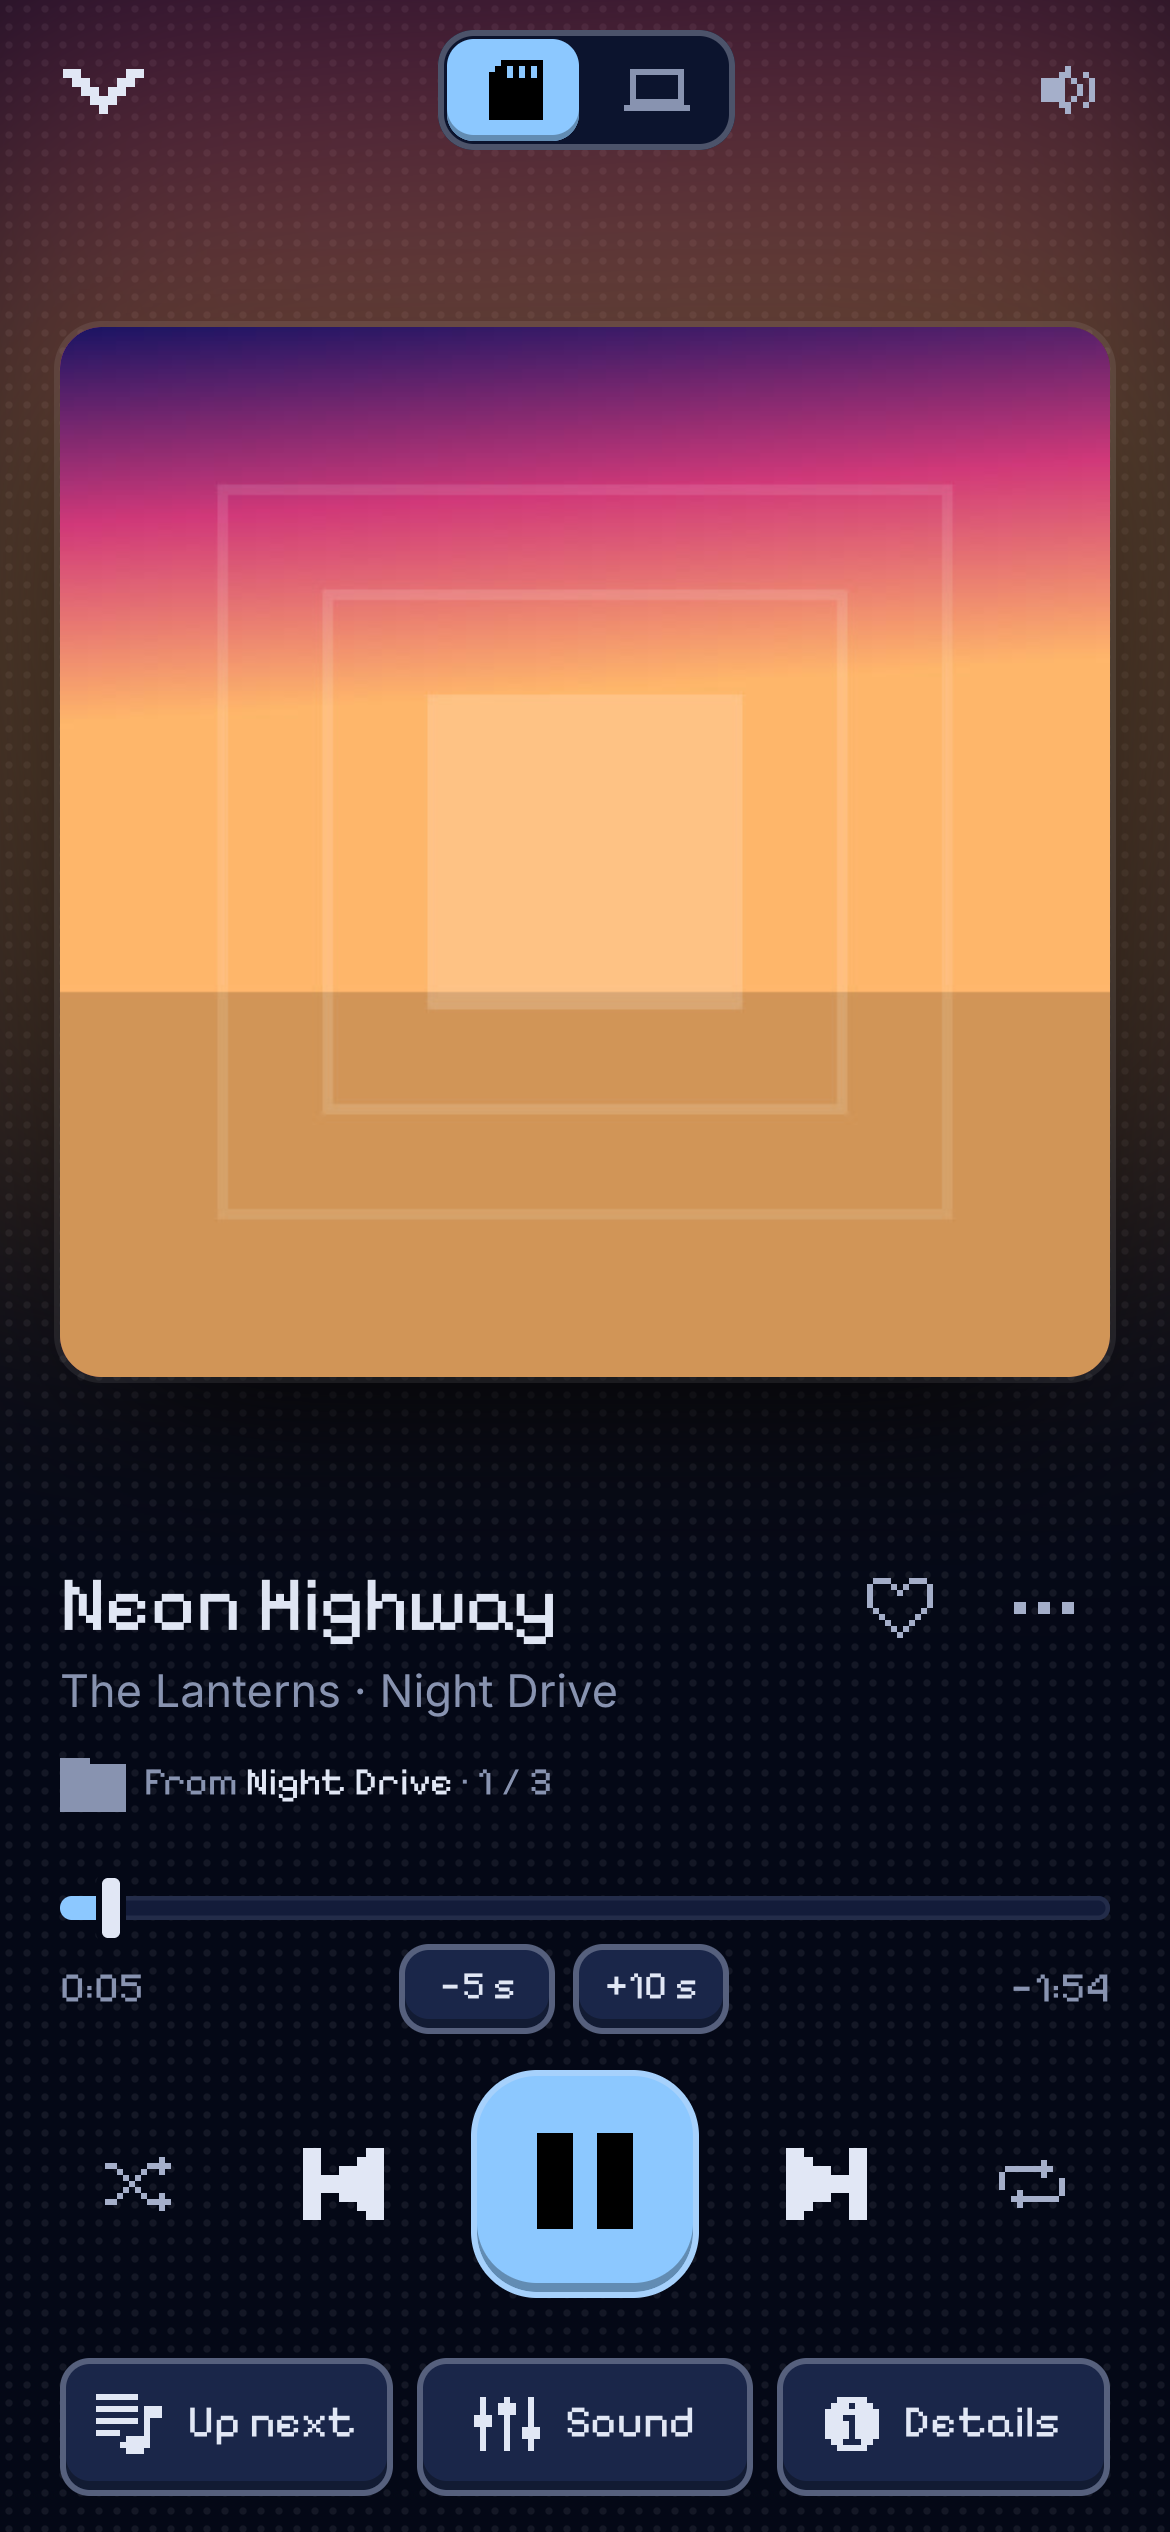 Neon Highway
The Lanterns · Night Drive
From Night Drive · 1 / 3
0:05
-5 s
+10 s
-1:54
Up next
Sound
Details